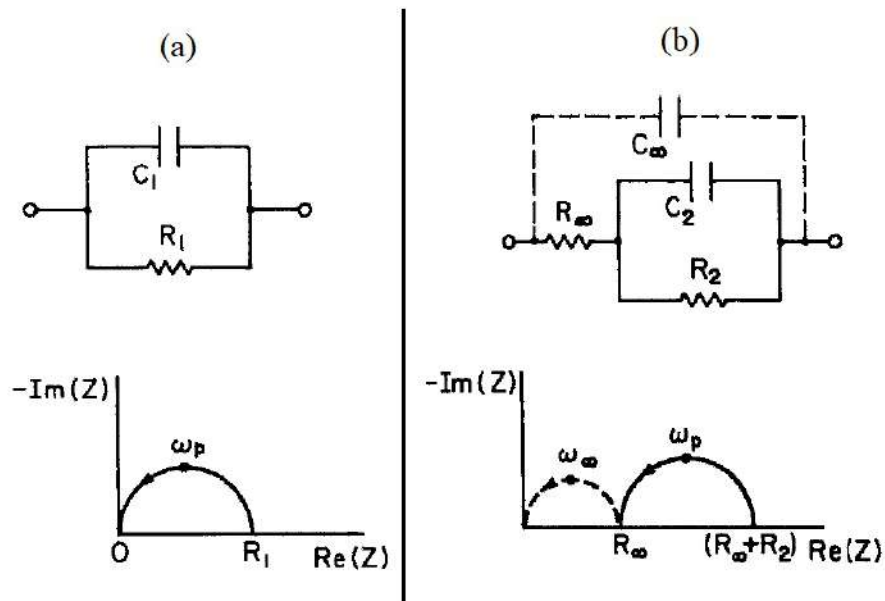 (a)
C₁
R₁
-Im(Z)
ωₚ
O
R₁
Re(Z)
(b)
C∞
R∞
C₂
R₂
-Im(Z)
ω∞
ωₚ
R∞
(R∞+R₂)
Re(Z)